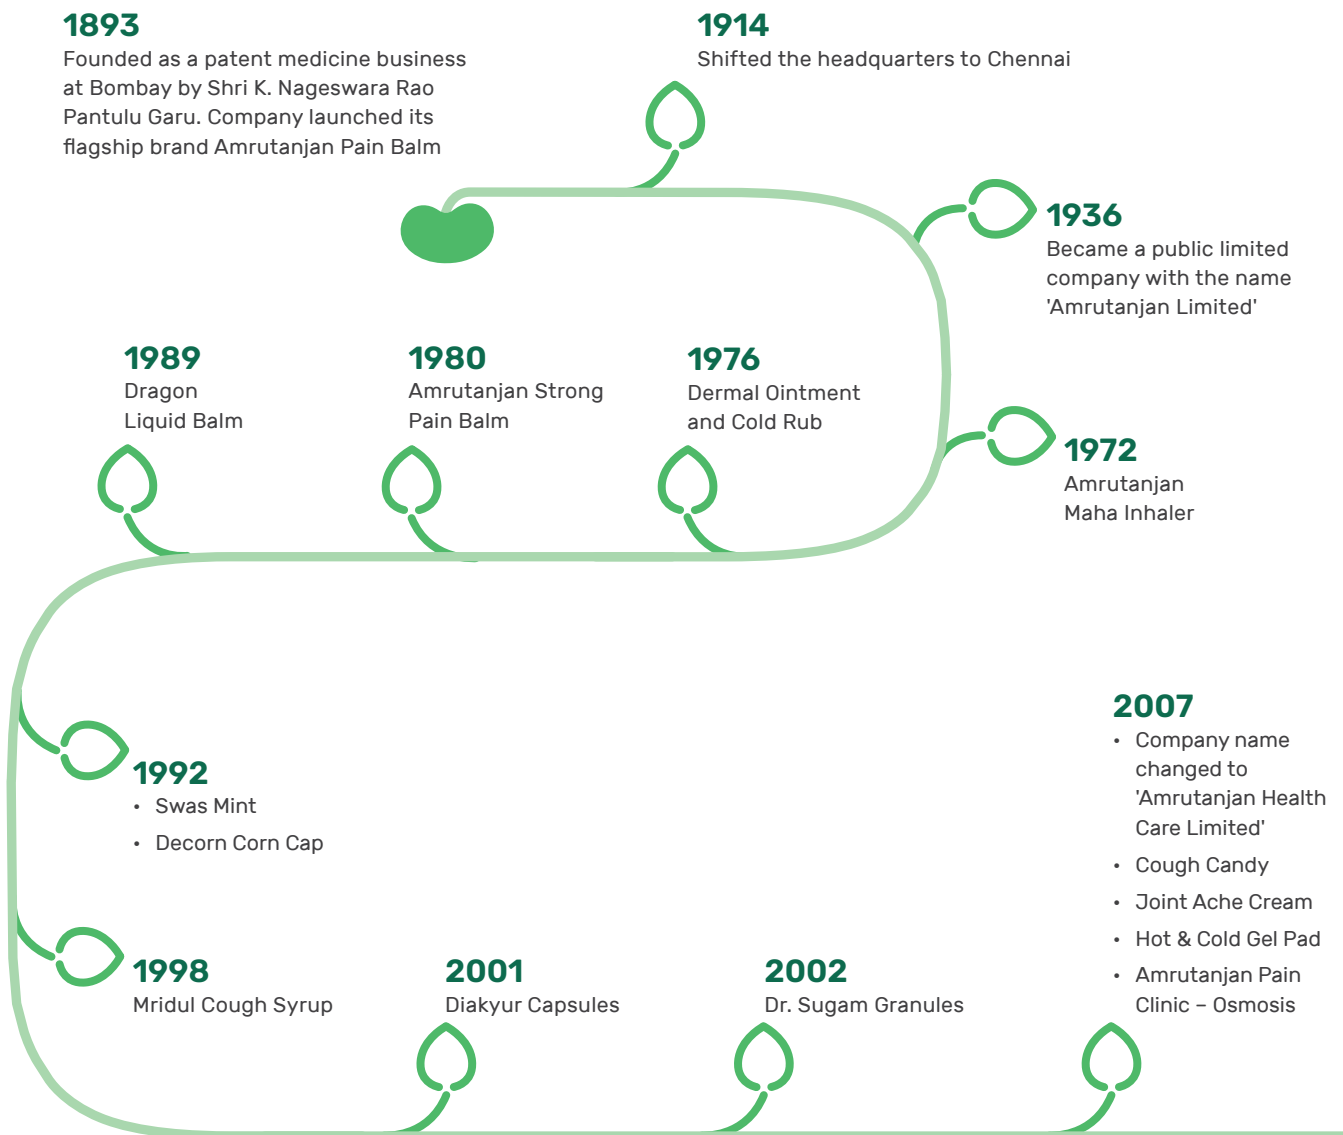 1893
Founded as a patent medicine business
at Bombay by Shri K. Nageswara Rao
Pantulu Garu. Company launched its
flagship brand Amrutanjan Pain Balm
1914
Shifted the headquarters to Chennai
1936
Became a public limited
company with the name
'Amrutanjan Limited'
1972
Amrutanjan
Maha Inhaler
1976
Dermal Ointment
and Cold Rub
1980
Amrutanjan Strong
Pain Balm
1989
Dragon
Liquid Balm
1992
• Swas Mint
• Decorn Corn Cap
1998
Mridul Cough Syrup
2001
Diakyur Capsules
2002
Dr. Sugam Granules
2007
• Company name
changed to
'Amrutanjan Health
Care Limited'
• Cough Candy
• Joint Ache Cream
• Hot & Cold Gel Pad
• Amrutanjan Pain
Clinic – Osmosis